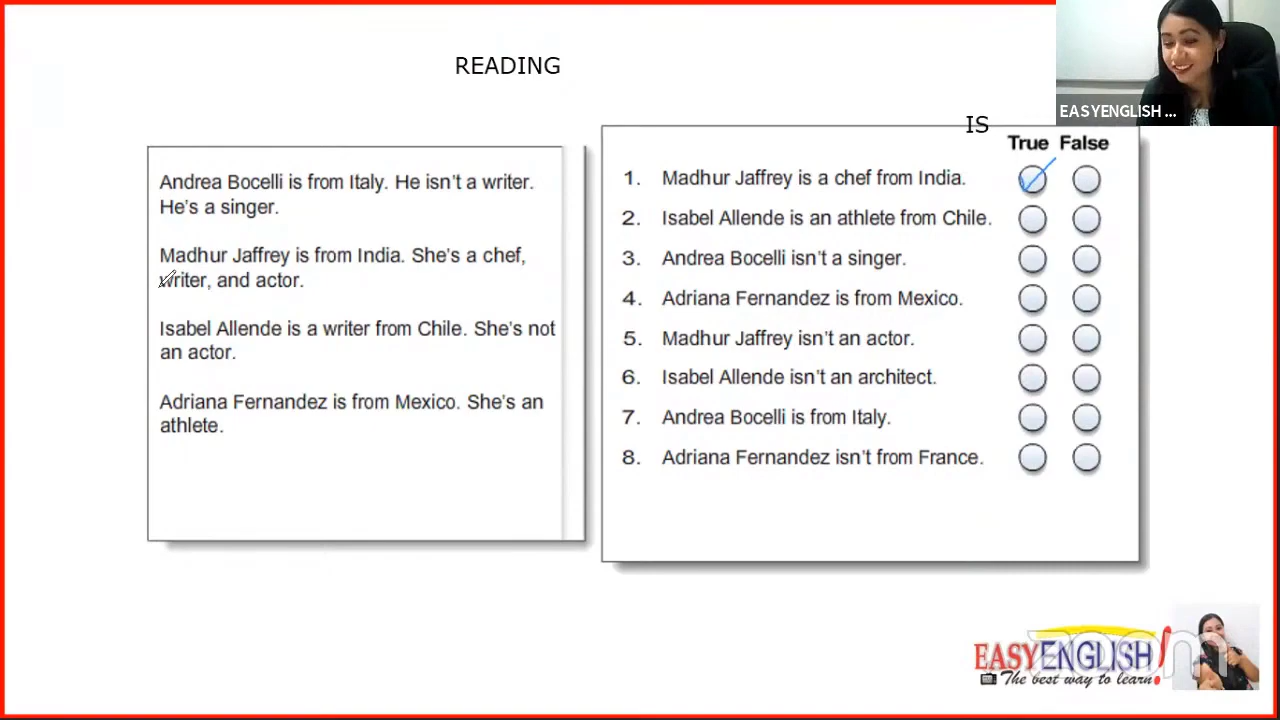 READING
EASYENGLISH ...
IS
True False
Andrea Bocelli is from Italy. He isn't a writer.
He's a singer.
Madhur Jaffrey is from India. She's a chef,
writer, and actor.
Isabel Allende is a writer from Chile. She's not
an actor.
Adriana Fernandez is from Mexico. She's an
athlete.
1. Madhur Jaffrey is a chef from India.
2. Isabel Allende is an athlete from Chile.
3. Andrea Bocelli isn't a singer.
4. Adriana Fernandez is from Mexico.
5. Madhur Jaffrey isn't an actor.
6. Isabel Allende isn't an architect.
7. Andrea Bocelli is from Italy.
8. Adriana Fernandez isn't from France.
EASYENGLISH!
The best way to learn!
zoom